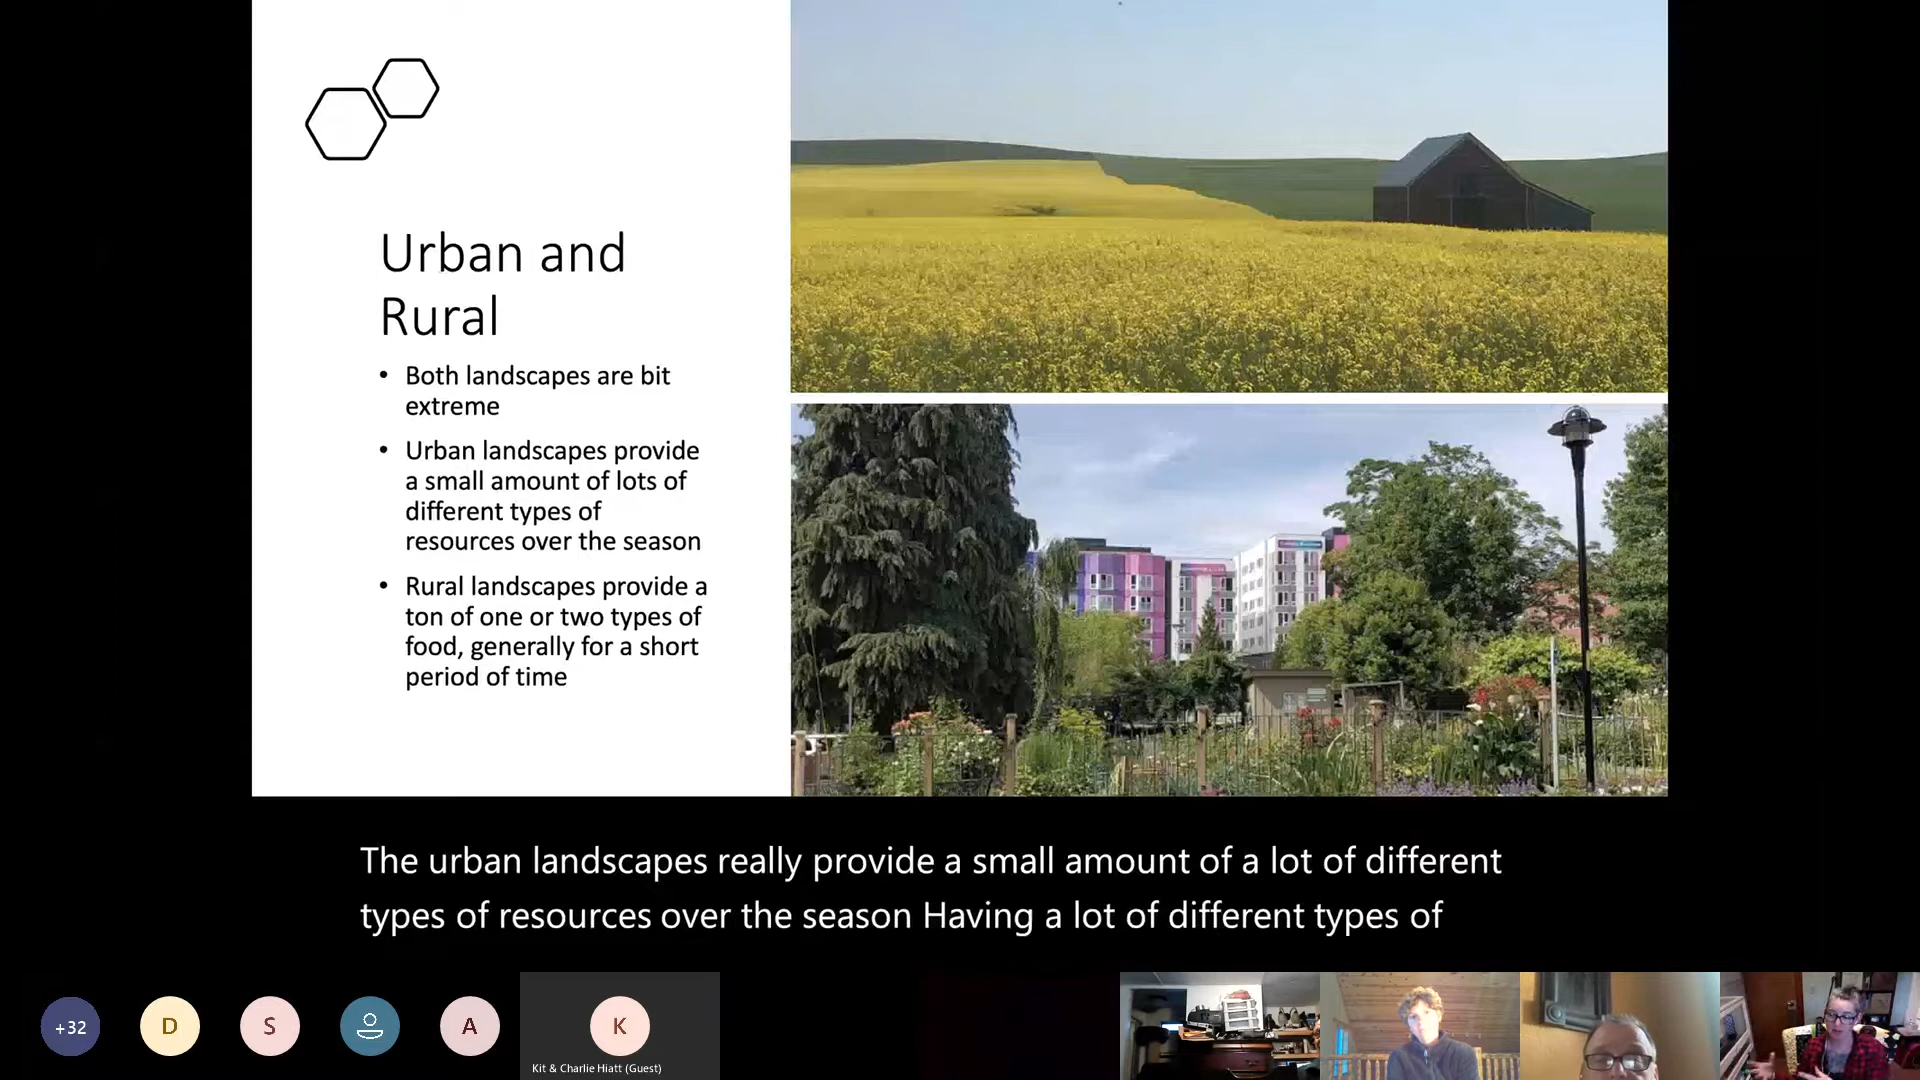 Urban and
Rural
• Both landscapes are bit
extreme
• Urban landscapes provide
a small amount of lots of
different types of
resources over the season
• Rural landscapes provide a
ton of one or two types of
food, generally for a short
period of time
The urban landscapes really provide a small amount of a lot of different
types of resources over the season Having a lot of different types of
+32
D
S
A
K
Kit & Charlie Hiatt (Guest)